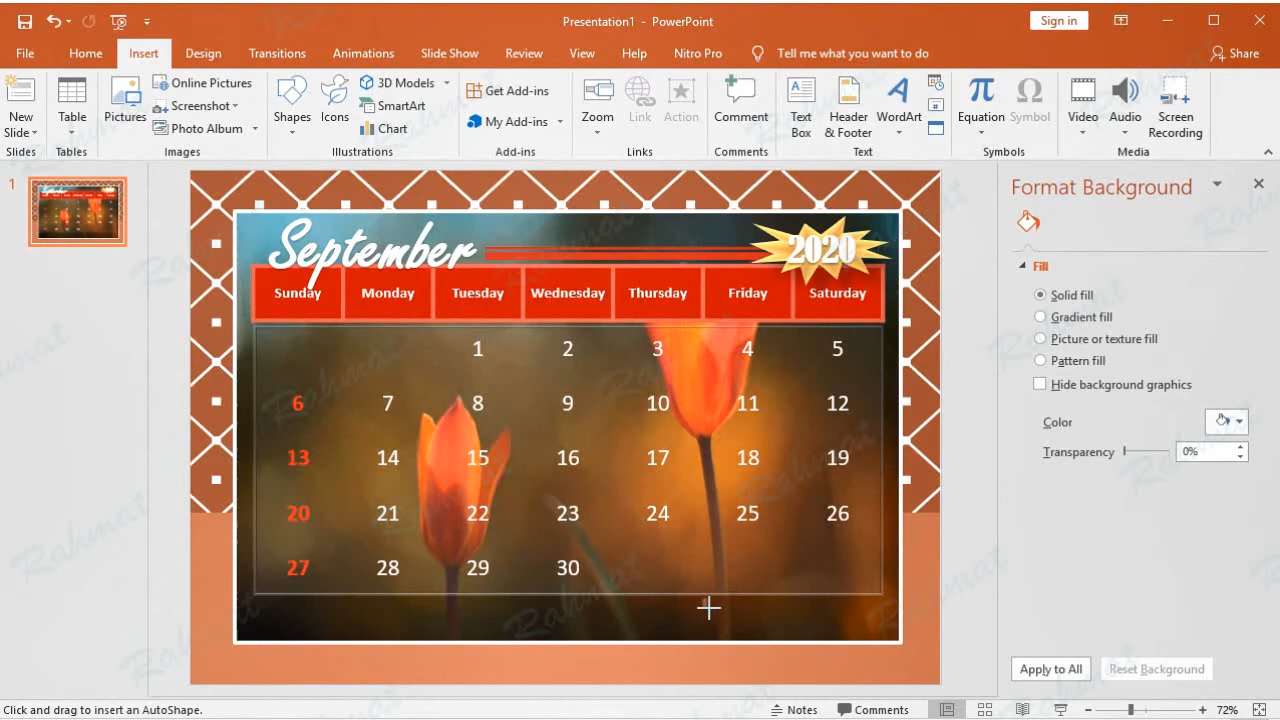 Presentation1 - PowerPoint
Sign in
File Home Insert Design Transitions Animations Slide Show Review View Help Nitro Pro Tell me what you want to do Share
New Slide
Table
Pictures
Online Pictures
Screenshot
Photo Album
Shapes
Icons
3D Models
SmartArt
Chart
Get Add-ins
My Add-ins
Zoom
Link
Action
Comment
Text Box
Header & Footer
WordArt
Equation
Symbol
Video
Audio
Screen Recording
Slides Tables Images Illustrations Add-ins Links Comments Text Symbols Media
1
September
2020
Sunday Monday Tuesday Wednesday Thursday Friday Saturday
1 2 3 4 5
6 7 8 9 10 11 12
13 14 15 16 17 18 19
20 21 22 23 24 25 26
27 28 29 30
Format Background
Fill
Solid fill
Gradient fill
Picture or texture fill
Pattern fill
Hide background graphics
Color
Transparency 0%
Apply to All Reset Background
Click and drag to insert an AutoShape.
Notes Comments 72%
Rahmat